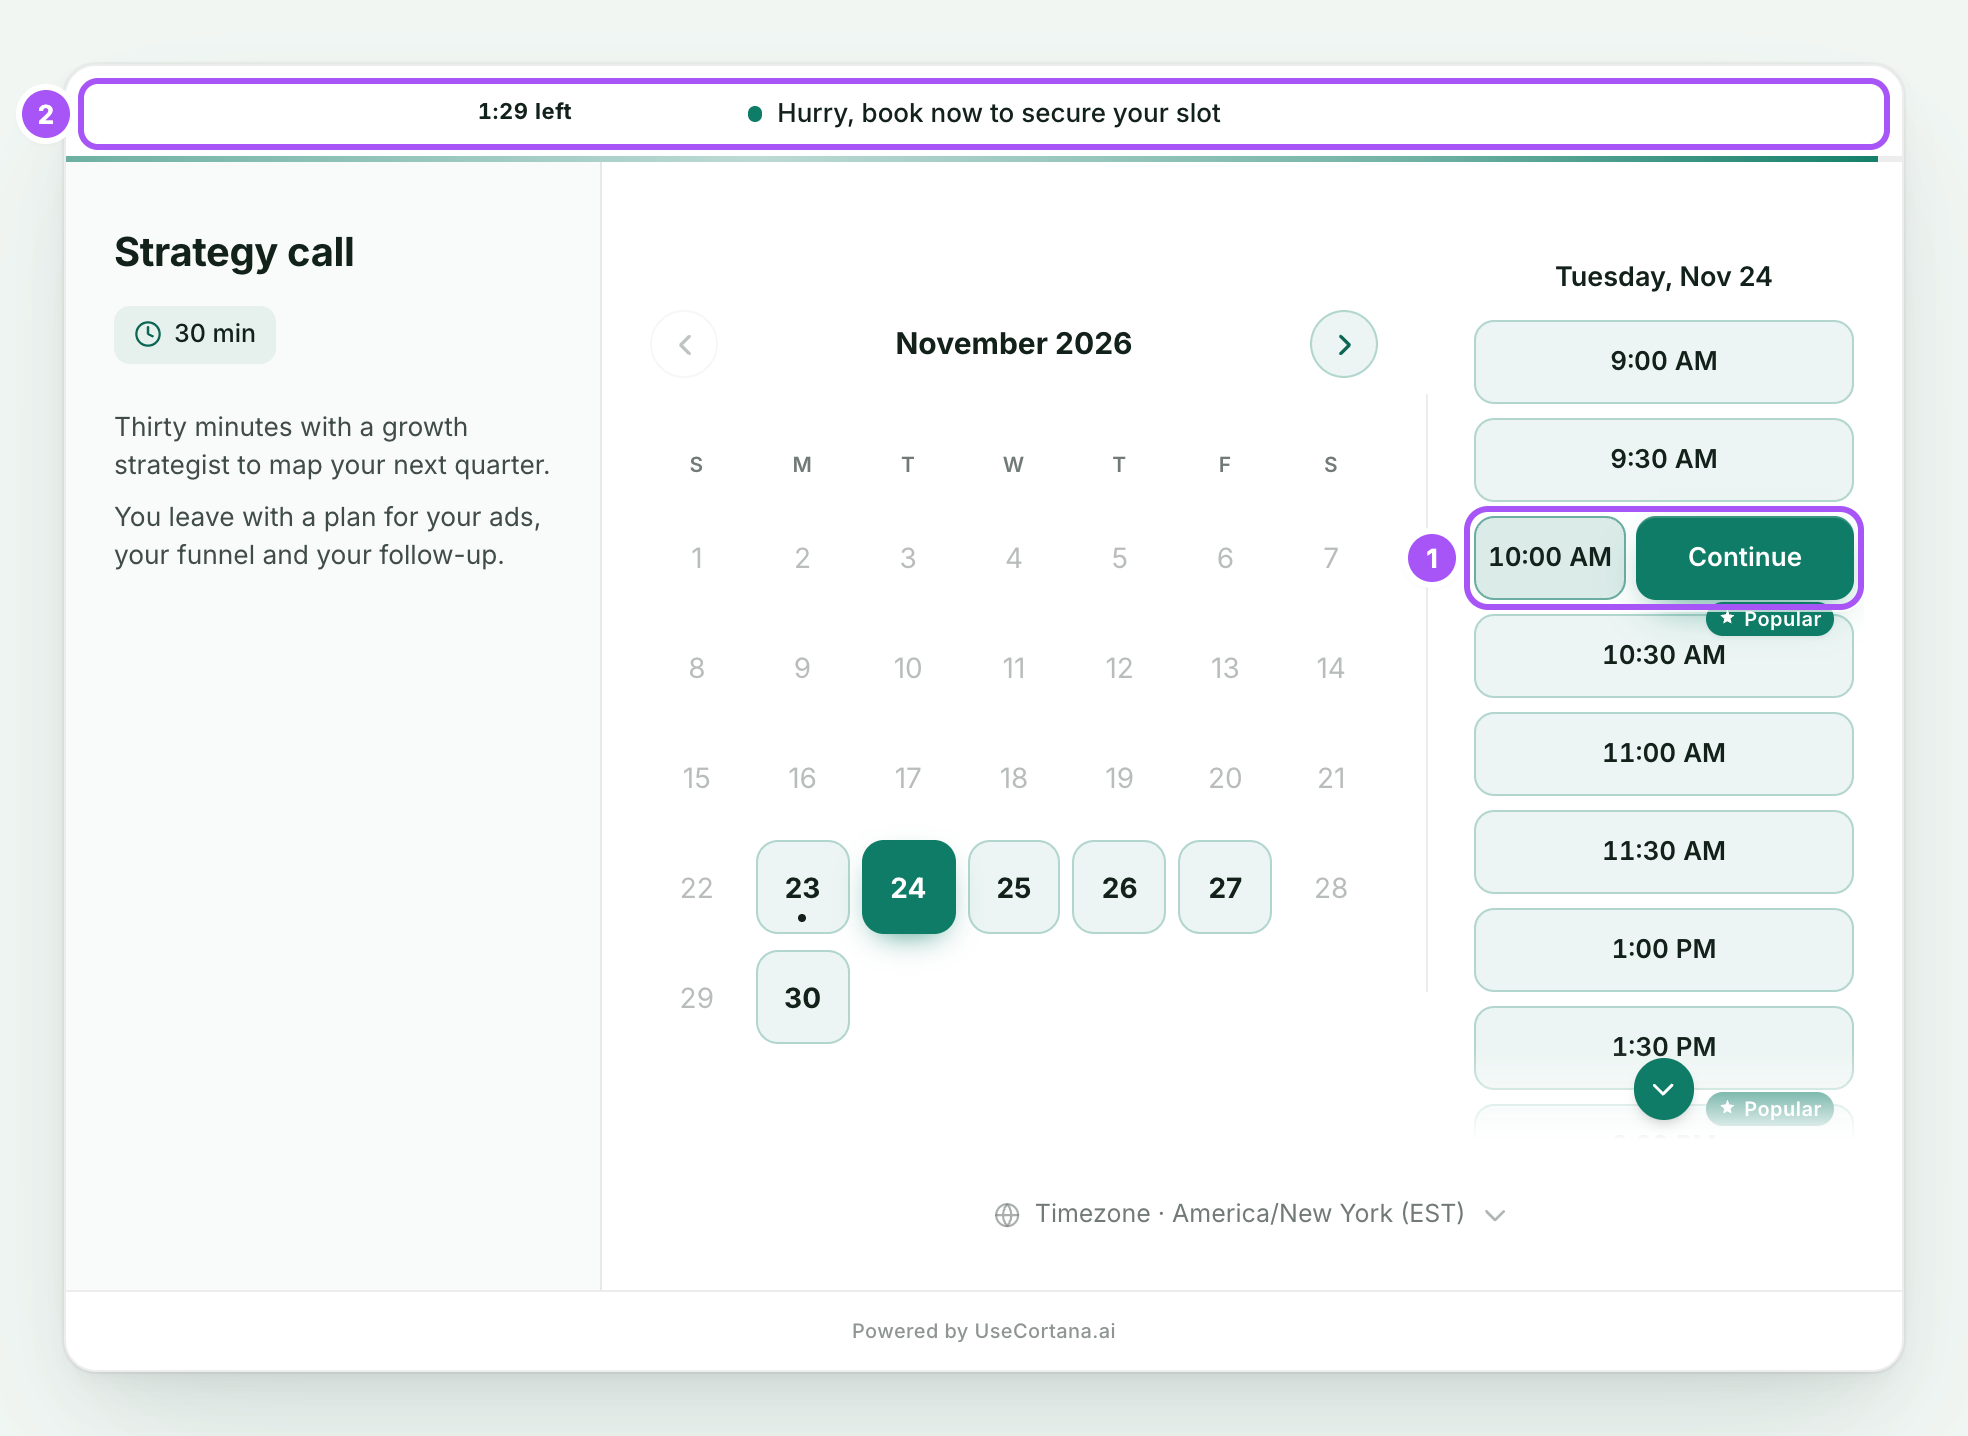 2
1:29 left
Hurry, book now to secure your slot
Strategy call
30 min
Thirty minutes with a growth
strategist to map your next quarter.
You leave with a plan for your ads,
your funnel and your follow-up.
November 2026
S M T W T F S
1 2 3 4 5 6 7
8 9 10 11 12 13 14
15 16 17 18 19 20 21
22 23 24 25 26 27 28
29 30
Tuesday, Nov 24
9:00 AM
9:30 AM
1
10:00 AM Continue
Popular
10:30 AM
11:00 AM
11:30 AM
1:00 PM
1:30 PM
Popular
Timezone · America/New York (EST)
Powered by UseCortana.ai